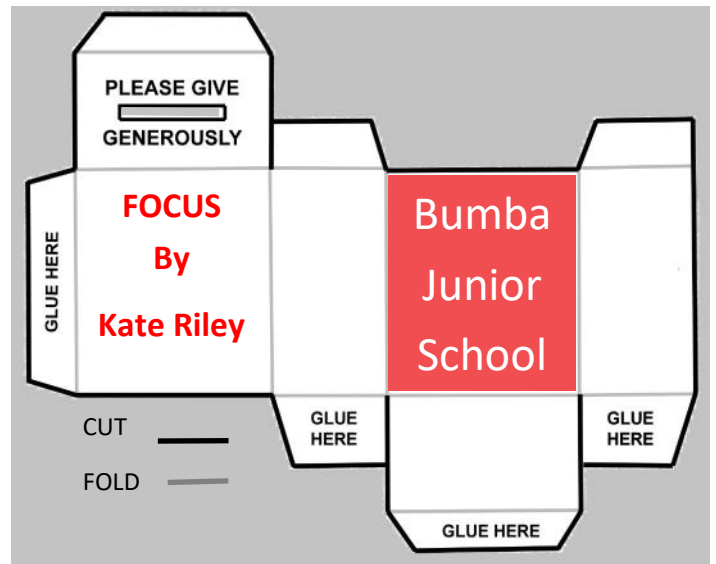 PLEASE GIVE
GENEROUSLY
FOCUS
By
Kate Riley
GLUE HERE
Bumba
Junior
School
CUT
FOLD
GLUE
HERE
GLUE
HERE
GLUE HERE